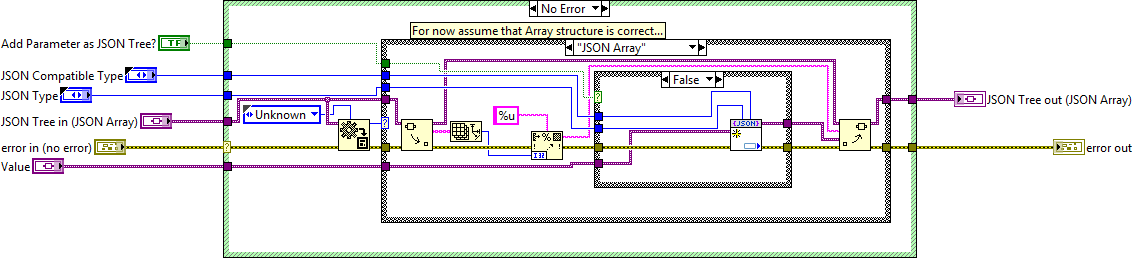 No Error
For now assume that Array structure is correct...
Add Parameter as JSON Tree?
TF
"JSON Array"
JSON Compatible Type
False
JSON Type
Unknown
%u
JSON Tree in (JSON Array)
JSON Tree out (JSON Array)
{JSON}
error in (no error)
error out
I32
Value